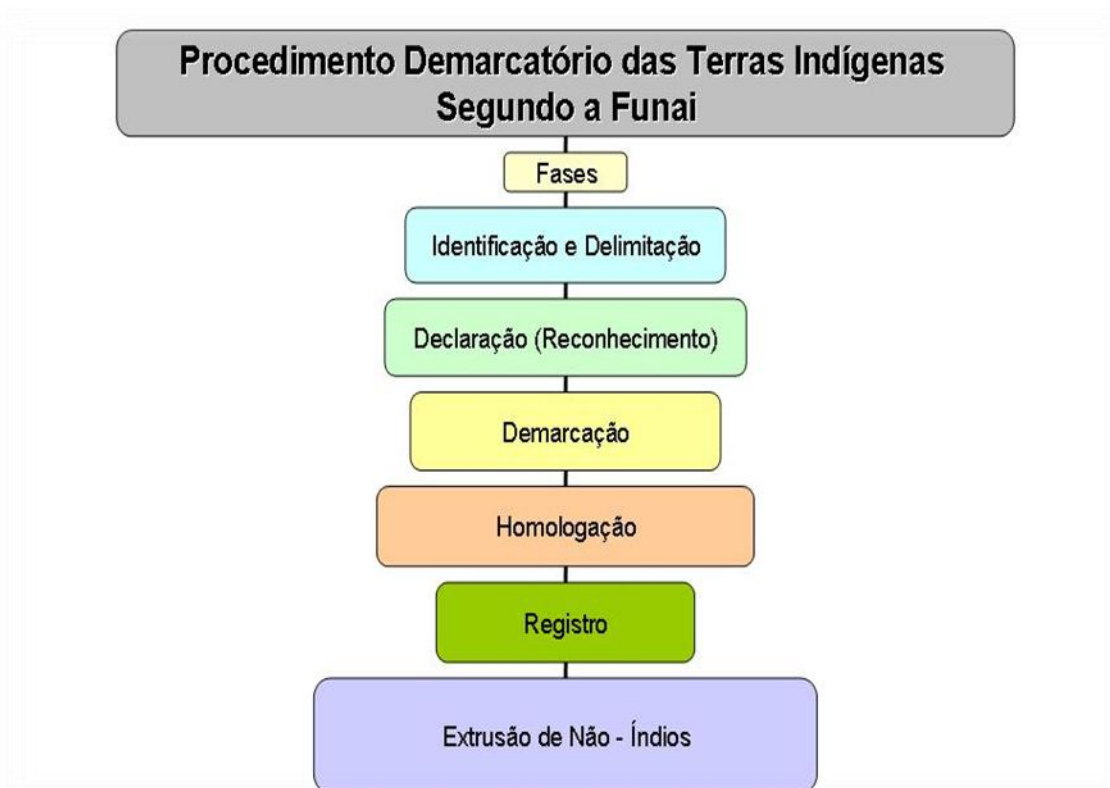 Procedimento Demarcatório das Terras Indígenas
Segundo a Funai
Fases
Identificação e Delimitação
Declaração (Reconhecimento)
Demarcação
Homologação
Registro
Extrusão de Não - Índios